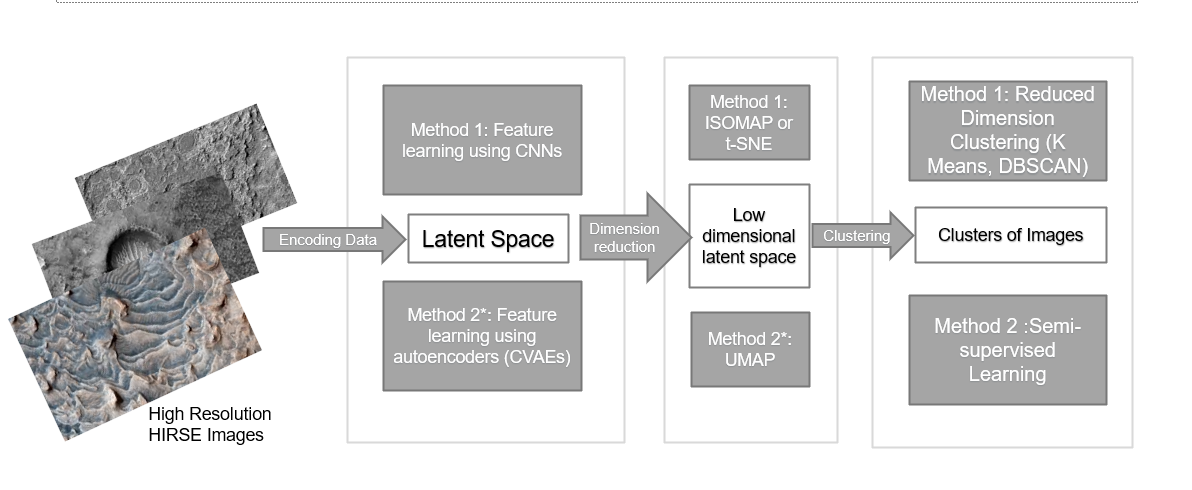 High Resolution
HIRSE Images
Encoding Data
Method 1: Feature
learning using CNNs
Latent Space
Method 2*: Feature
learning using
autoencoders (CVAEs)
Dimension
reduction
Method 1:
ISOMAP or
t-SNE
Low
dimensional
latent space
Method 2*:
UMAP
Clustering
Method 1: Reduced
Dimension
Clustering (K
Means, DBSCAN)
Clusters of Images
Method 2 :Semi-
supervised
Learning